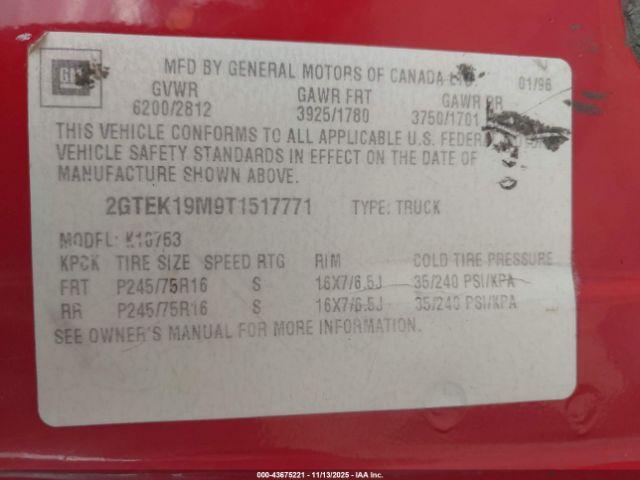 GM
MFD BY GENERAL MOTORS OF CANADA LTD. 01/96
GVWR GAWR FRT GAWR RR
6200/2812 3925/1780 3750/1701
THIS VEHICLE CONFORMS TO ALL APPLICABLE U.S. FEDERAL
VEHICLE SAFETY STANDARDS IN EFFECT ON THE DATE OF
MANUFACTURE SHOWN ABOVE.
2GTEK19M9T1517771 TYPE: TRUCK
MODEL: K10753
KPCK TIRE SIZE SPEED RTG RIM COLD TIRE PRESSURE
FRT P245/75R16 S 16X7/6.5J 35/240 PSI/KPA
RR P245/75R16 S 16X7/6.5J 35/240 PSI/KPA
SEE OWNER'S MANUAL FOR MORE INFORMATION.
000-43675221 - 11/13/2025 - IAA Inc.